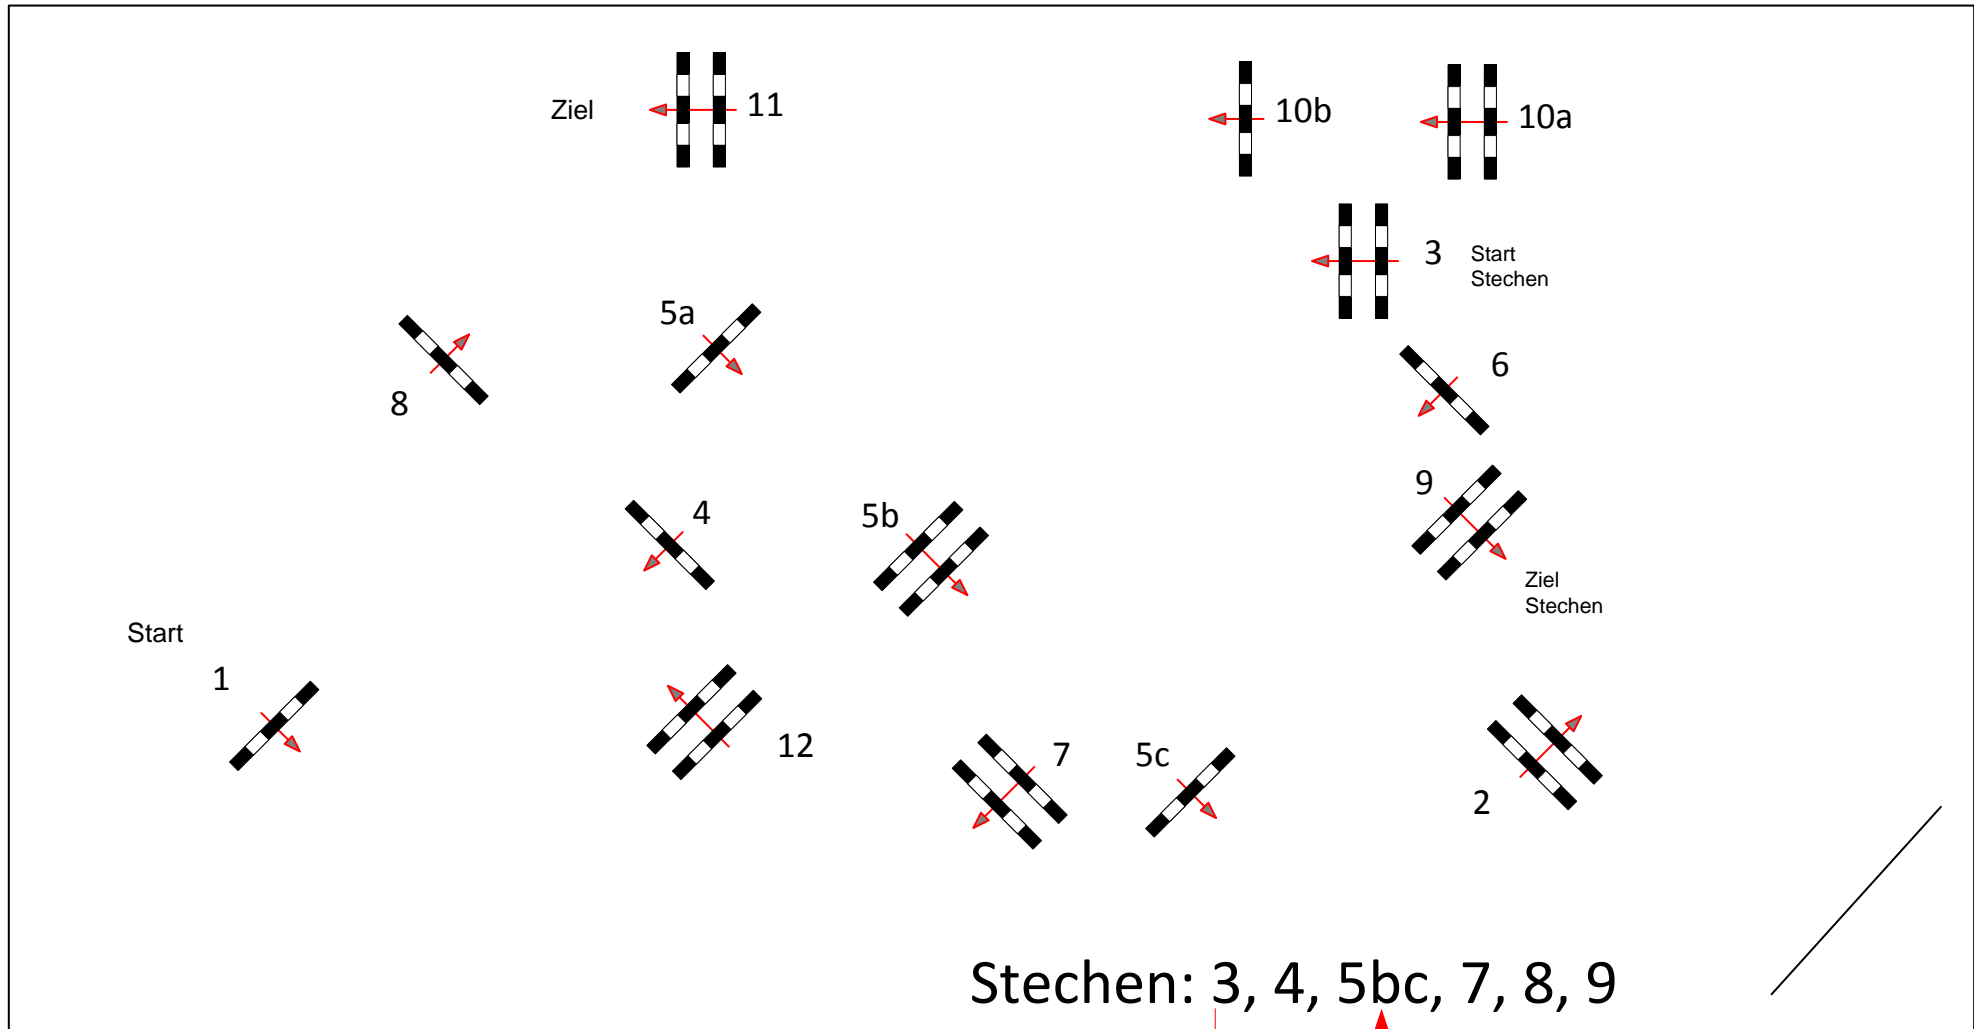 Ziel
11
10b
10a
3
Start
Stechen
5a
8
6
9
4
5b
Ziel
Stechen
Start
1
12
7
5c
2
Stechen: 3, 4, 5bc, 7, 8, 9